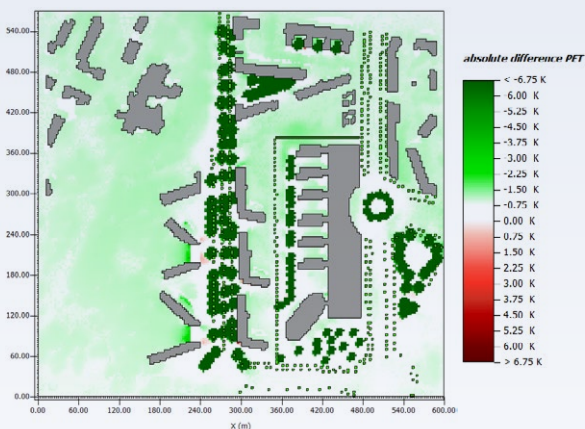 absolute difference PET
< -6.75 K
6.00 K
-5.25 K
-4.50 K
-3.75 K
-3.00 K
-2.25 K
-1.50 K
-0.75 K
0.00 K
0.75 K
1.50 K
2.25 K
3.00 K
3.75 K
4.50 K
5.25 K
6.00 K
> 6.75 K
540.00
480.00
420.00
360.00
300.00
240.00
180.00
120.00
60.00
0.00
0.00 60.00 120.00 180.00 240.00 300.00 360.00 420.00 480.00 540.00 600.00
X (m)